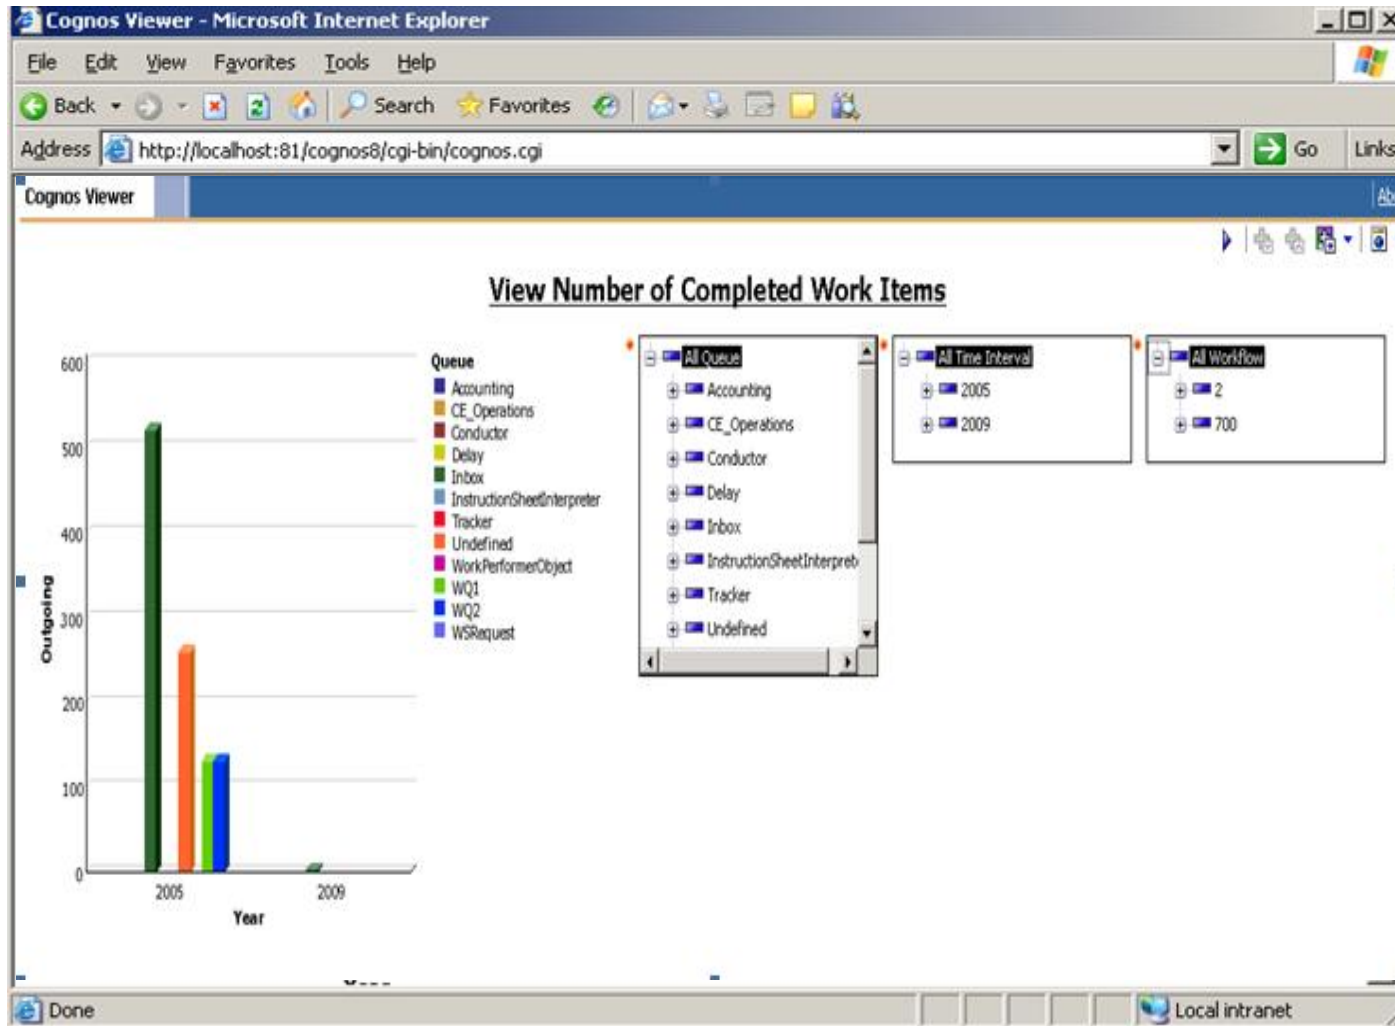 Cognos Viewer - Microsoft Internet Explorer
File Edit View Favorites Tools Help
Back Search Favorites
Address http://localhost:81/cognos8/cgi-bin/cognos.cgi Go Links
Cognos Viewer
View Number of Completed Work Items
600
500
400
300
200
100
0
Outgoing
2005 2009
Year
Queue
Accounting
CE_Operations
Conductor
Delay
Inbox
InstructionSheetInterpreter
Tracker
Undefined
WorkPerformerObject
WQ1
WQ2
WSRequest
All Queue
Accounting
CE_Operations
Conductor
Delay
Inbox
InstructionSheetInterpret
Tracker
Undefined
All Time Interval
2005
2009
All Workflow
2
700
Done Local intranet